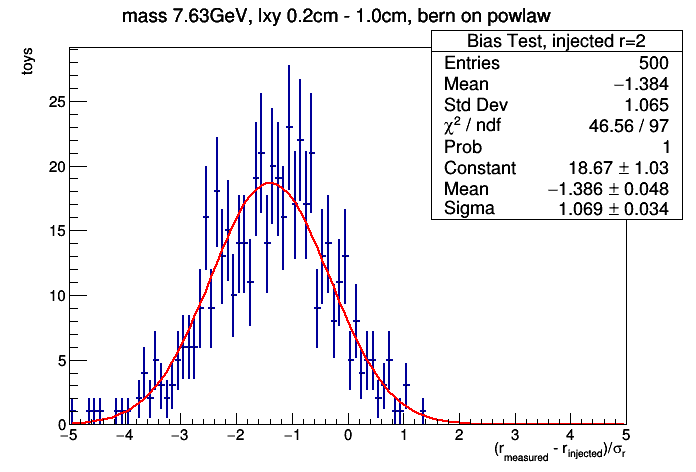 mass 7.63GeV, lxy 0.2cm - 1.0cm, bern on powlaw
toys
Bias Test, injected r=2
Entries 500
Mean −1.384
Std Dev 1.065
χ² / ndf 46.56 / 97
Prob 1
Constant 18.67 ± 1.03
Mean −1.386 ± 0.048
Sigma 1.069 ± 0.034
25
20
15
10
5
0
−5 −4 −3 −2 −1 0 1 2 3 4 5
(r_measured - r_injected)/σ_r